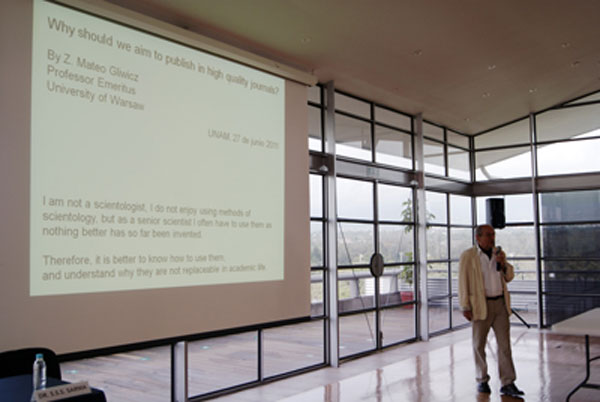 Why should we aim to publish in high quality journals?
By Z. Mateo Gliwicz
Professor Emeritus
University of Warsaw
UNAM, 27 de junio 2011
I am not a scientologist, I do not enjoy using methods of
scientology, but as a senior scientist I often have to use them as
nothing better has so far been invented.
Therefore, it is better to know how to use them,
and understand why they are not replaceable in academic life.
DR. S.S.S.